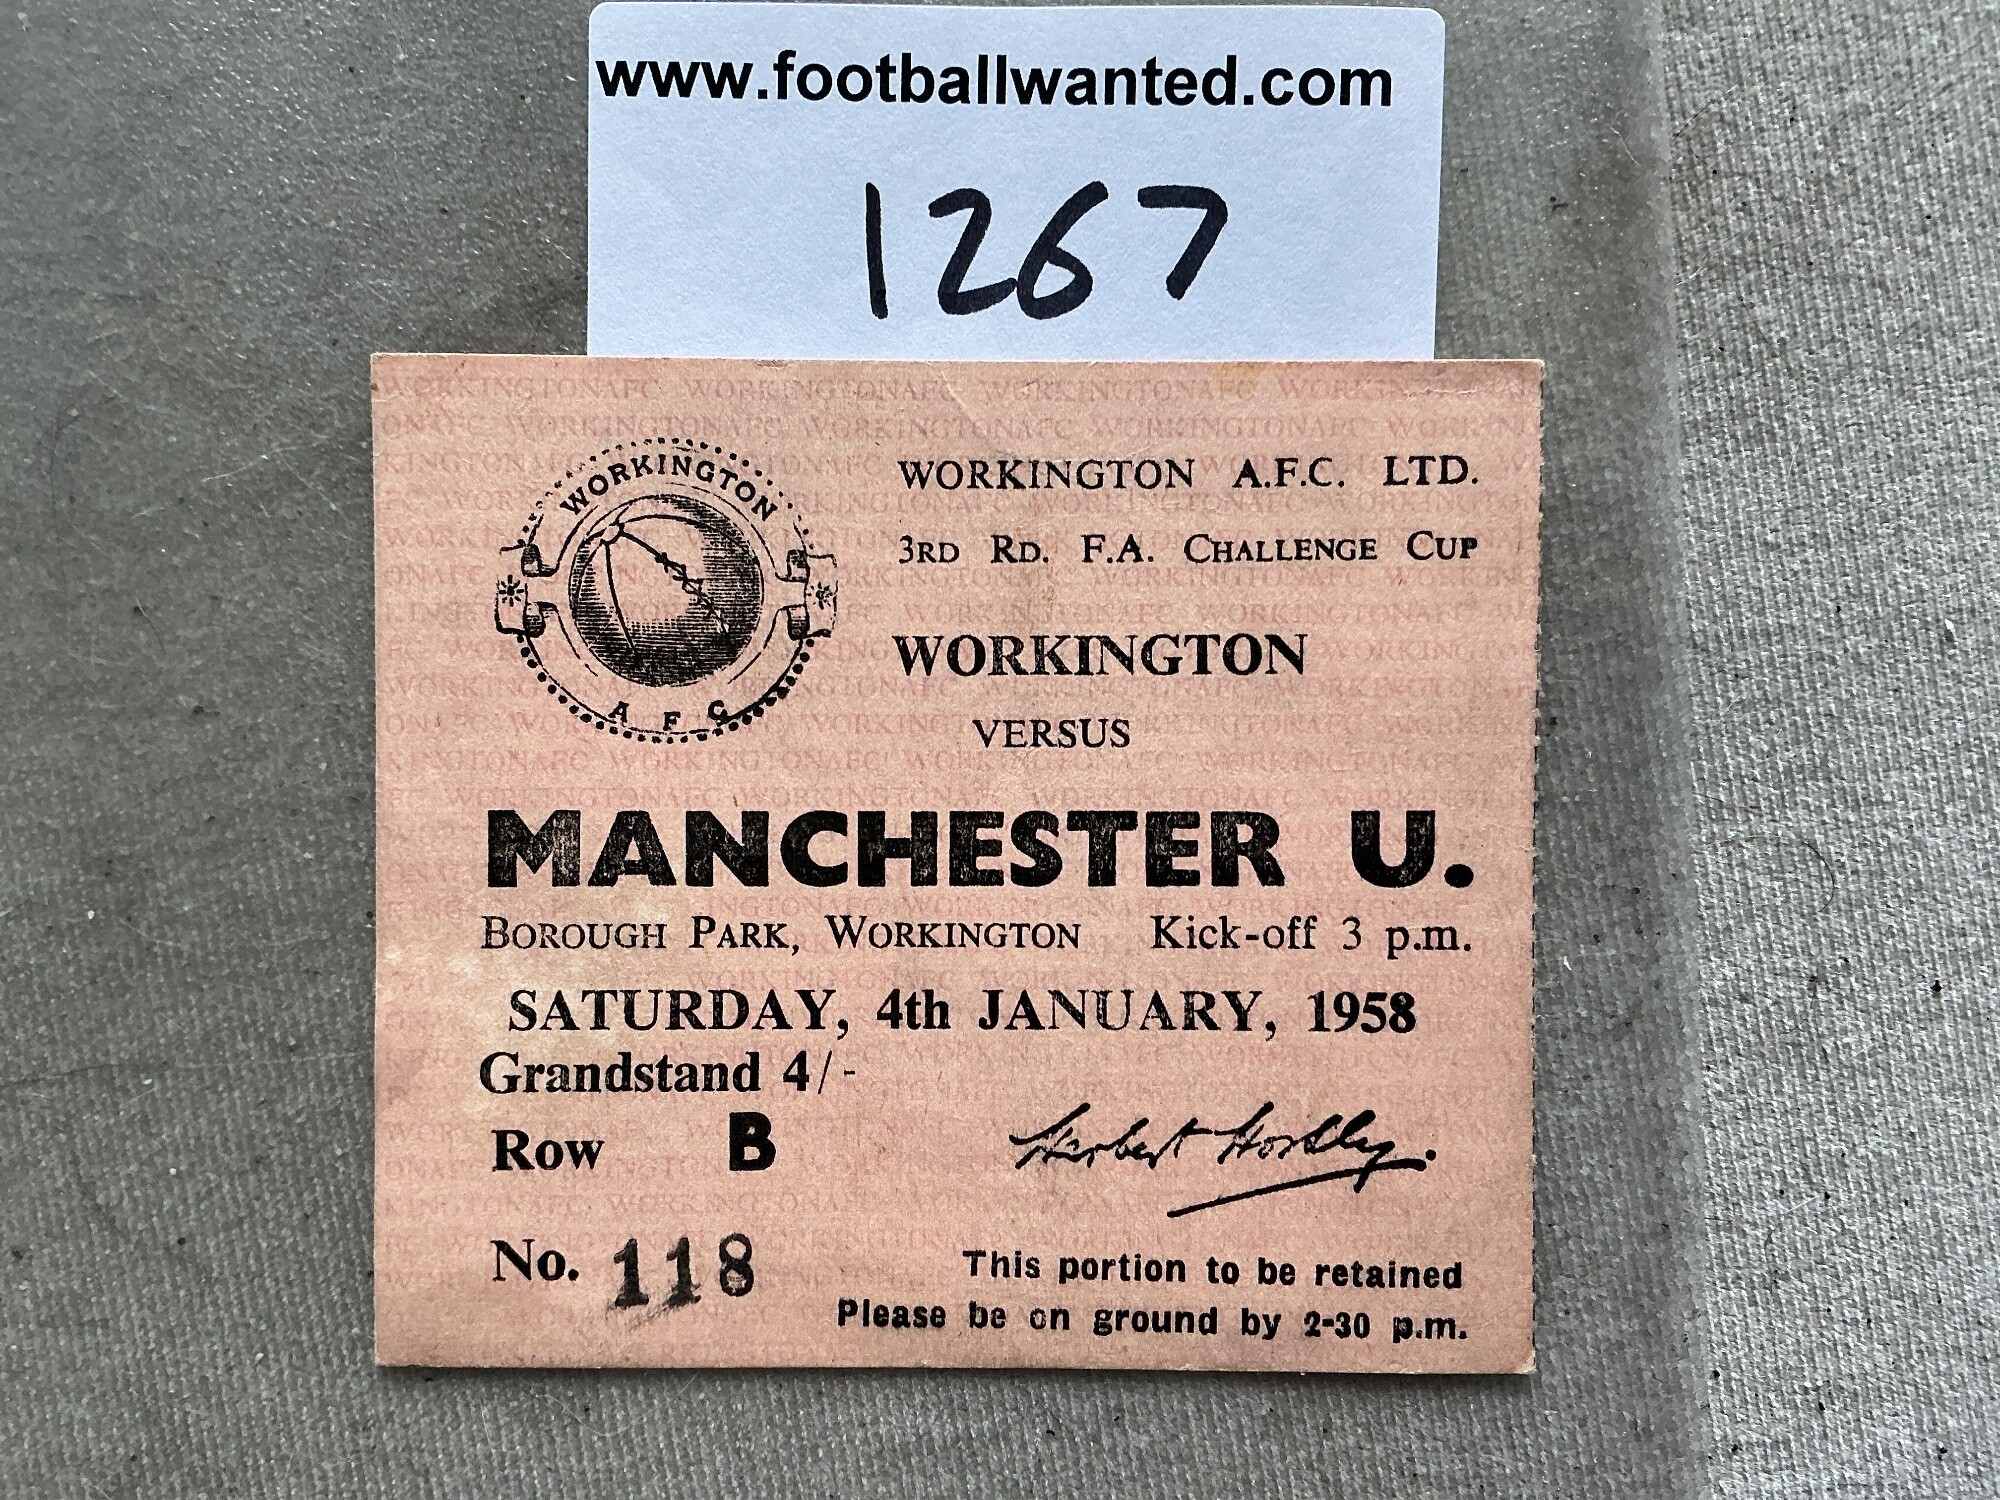 www.footballwanted.com
1267
WORKINGTON
A F C
WORKINGTON A.F.C. LTD.
3RD RD. F.A. CHALLENGE CUP
WORKINGTON
VERSUS
MANCHESTER U.
BOROUGH PARK, WORKINGTON Kick-off 3 p.m.
SATURDAY, 4th JANUARY, 1958
Grandstand 4/-
Row B
No. 118
This portion to be retained
Please be on ground by 2-30 p.m.